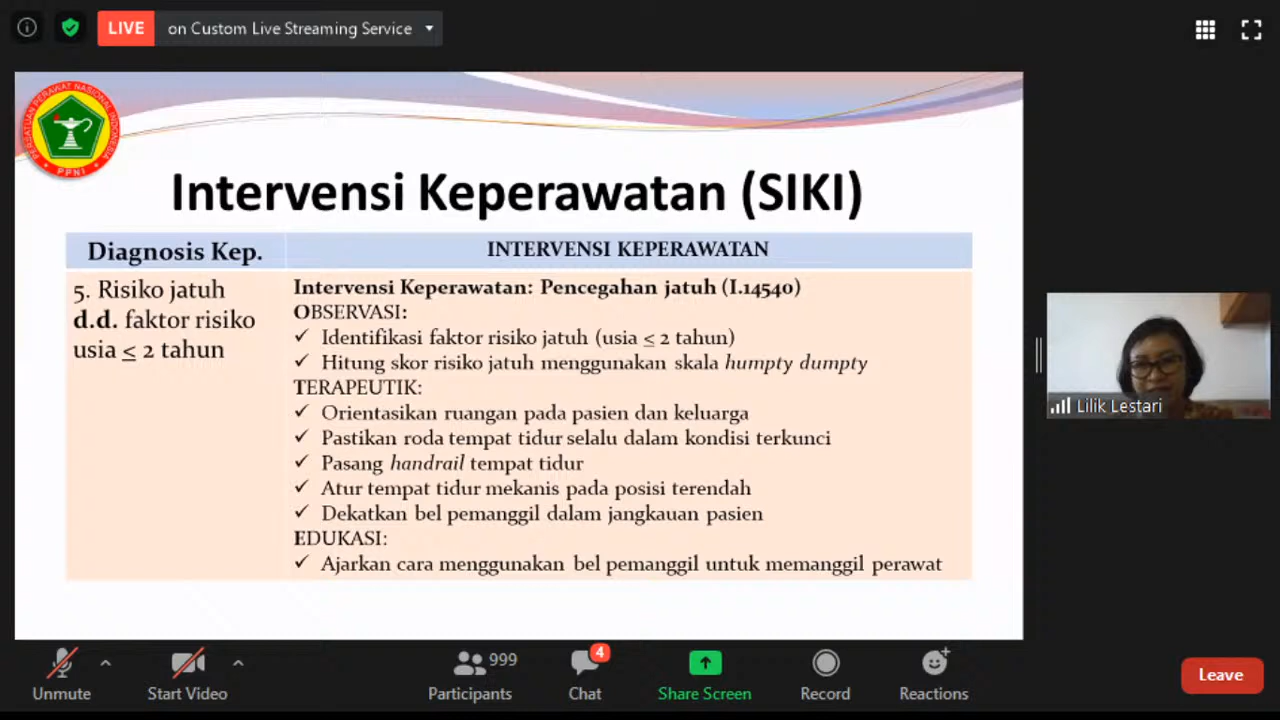 LIVE on Custom Live Streaming Service
PERSATUAN PERAWAT NASIONAL INDONESIA
PPNI
Intervensi Keperawatan (SIKI)
Diagnosis Kep.
INTERVENSI KEPERAWATAN
5. Risiko jatuh
d.d. faktor risiko
usia ≤ 2 tahun
Intervensi Keperawatan: Pencegahan jatuh (I.14540)
OBSERVASI:
✓ Identifikasi faktor risiko jatuh (usia ≤ 2 tahun)
✓ Hitung skor risiko jatuh menggunakan skala humpty dumpty
TERAPEUTIK:
✓ Orientasikan ruangan pada pasien dan keluarga
✓ Pastikan roda tempat tidur selalu dalam kondisi terkunci
✓ Pasang handrail tempat tidur
✓ Atur tempat tidur mekanis pada posisi terendah
✓ Dekatkan bel pemanggil dalam jangkauan pasien
EDUKASI:
✓ Ajarkan cara menggunakan bel pemanggil untuk memanggil perawat
Lilik Lestari
999
4
Unmute
Start Video
Participants
Chat
Share Screen
Record
Reactions
Leave